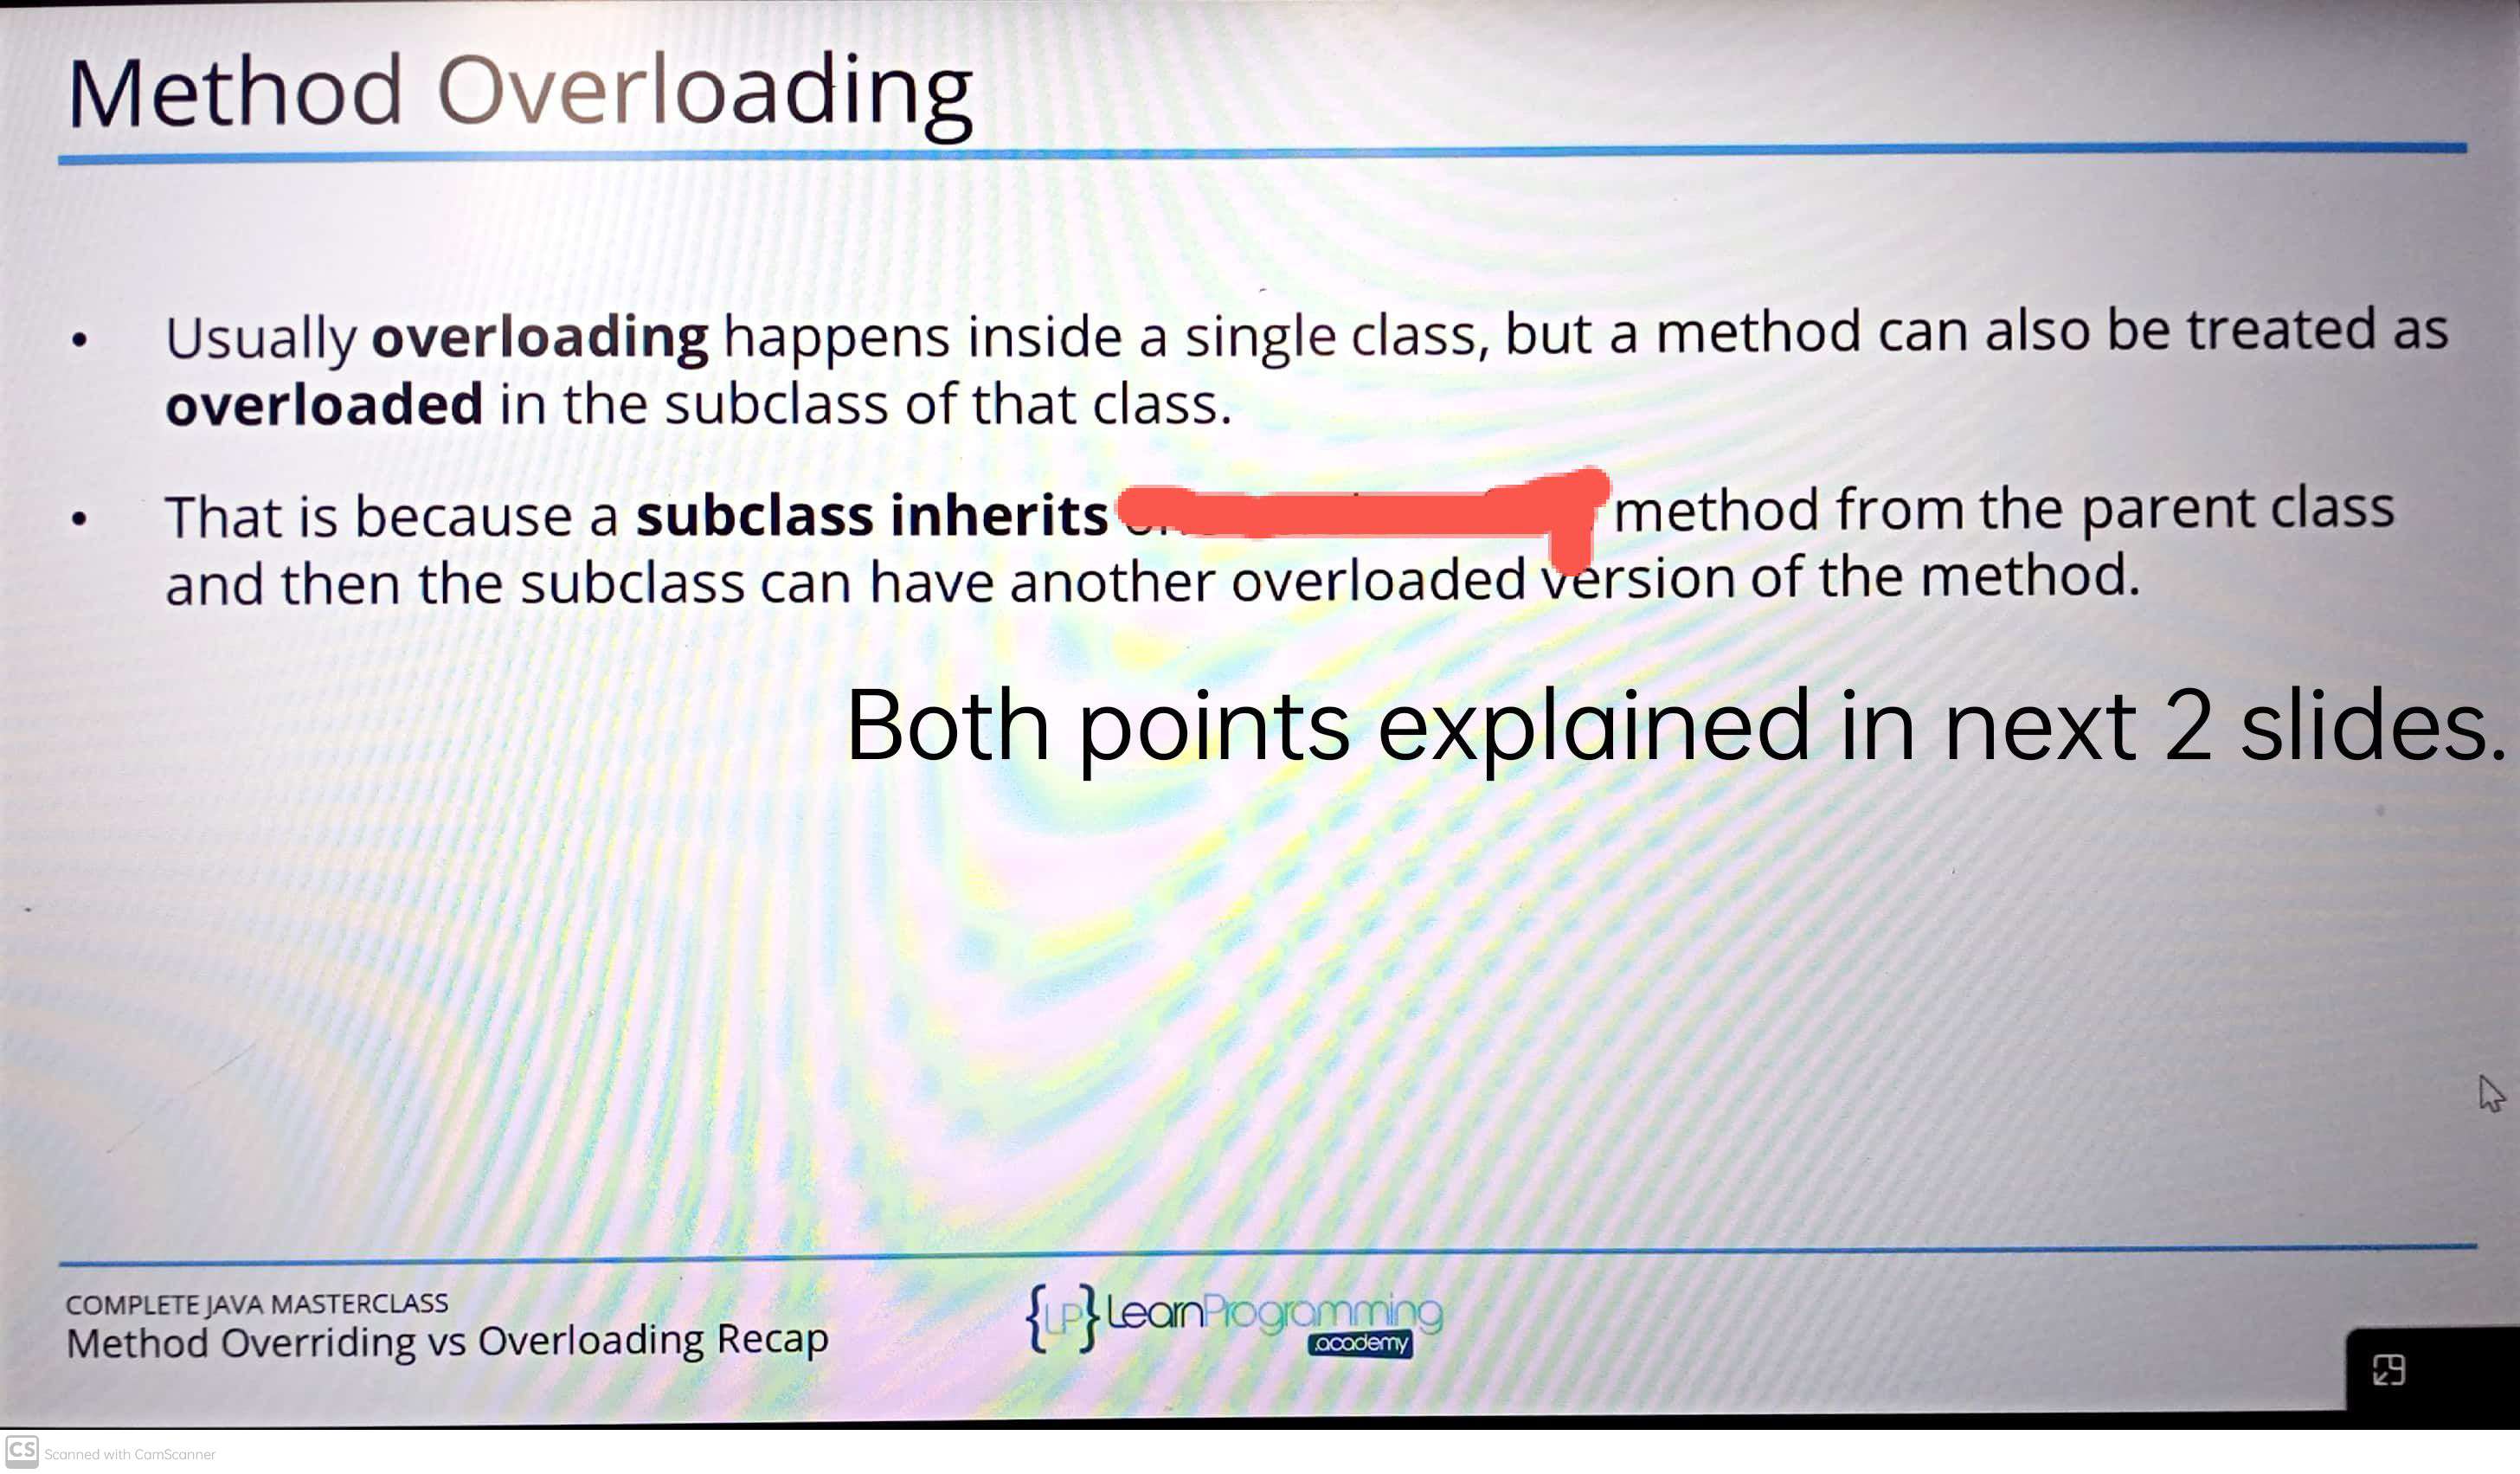 Method Overloading
• Usually overloading happens inside a single class, but a method can also be treated as
overloaded in the subclass of that class.
• That is because a subclass inherits method from the parent class
and then the subclass can have another overloaded version of the method.
Both points explained in next 2 slides.
COMPLETE JAVA MASTERCLASS
Method Overriding vs Overloading Recap
{LP} LearnProgramming
.academy
CS Scanned with CamScanner